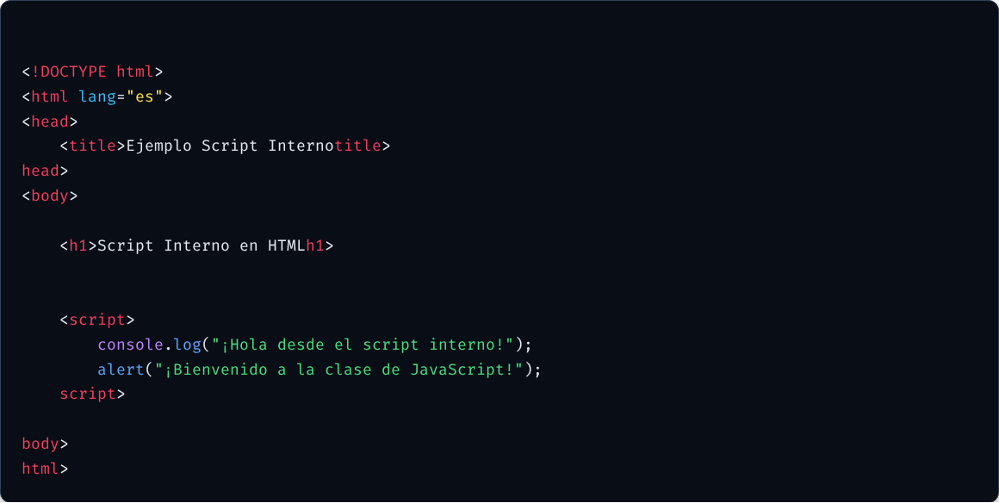 <!DOCTYPE html>
<html lang="es">
<head>
    <title>Ejemplo Script Internotitle>
head>
<body>
    <h1>Script Interno en HTMLh1>
    <script>
        console.log("¡Hola desde el script interno!");
        alert("¡Bienvenido a la clase de JavaScript!");
    script>
body>
html>